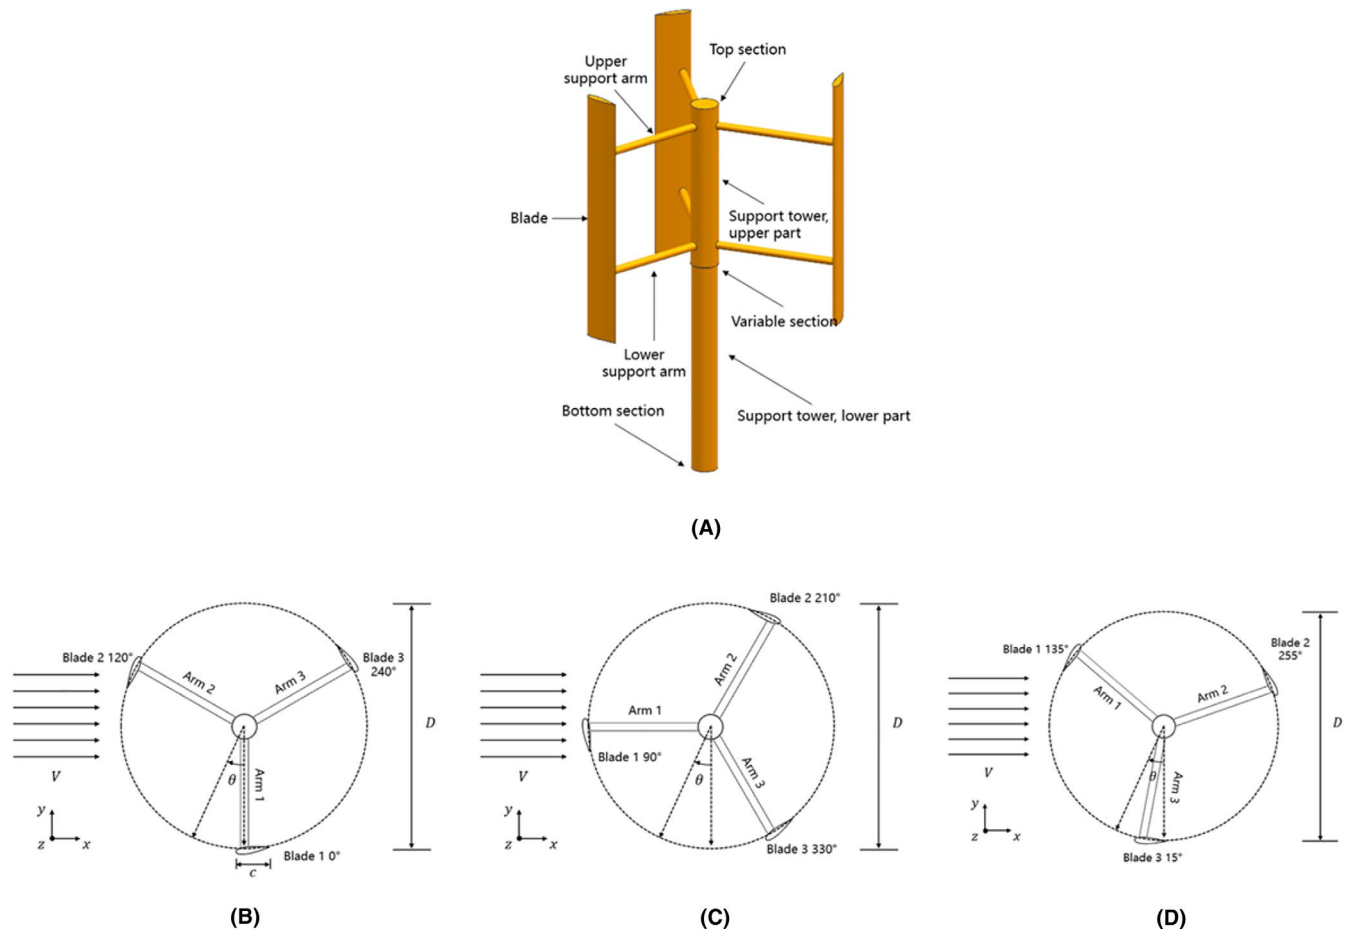 Top section
Upper
support arm
Blade
Support tower,
upper part
Variable section
Lower
support arm
Bottom section
Support tower, lower part
(A)
Blade 2 120°
Arm 2
Arm 3
Blade 3
240°
V
θ
Arm 1
D
y
z
x
Blade 1 0°
c
(B)
Blade 2 210°
Arm 2
Arm 1
Blade 1 90°
V
θ
Arm 3
D
y
z
x
Blade 3 330°
(C)
Blade 1 135°
Blade 2
255°
Arm 1
Arm 2
V
θ
Arm 3
D
y
z
x
Blade 3 15°
(D)